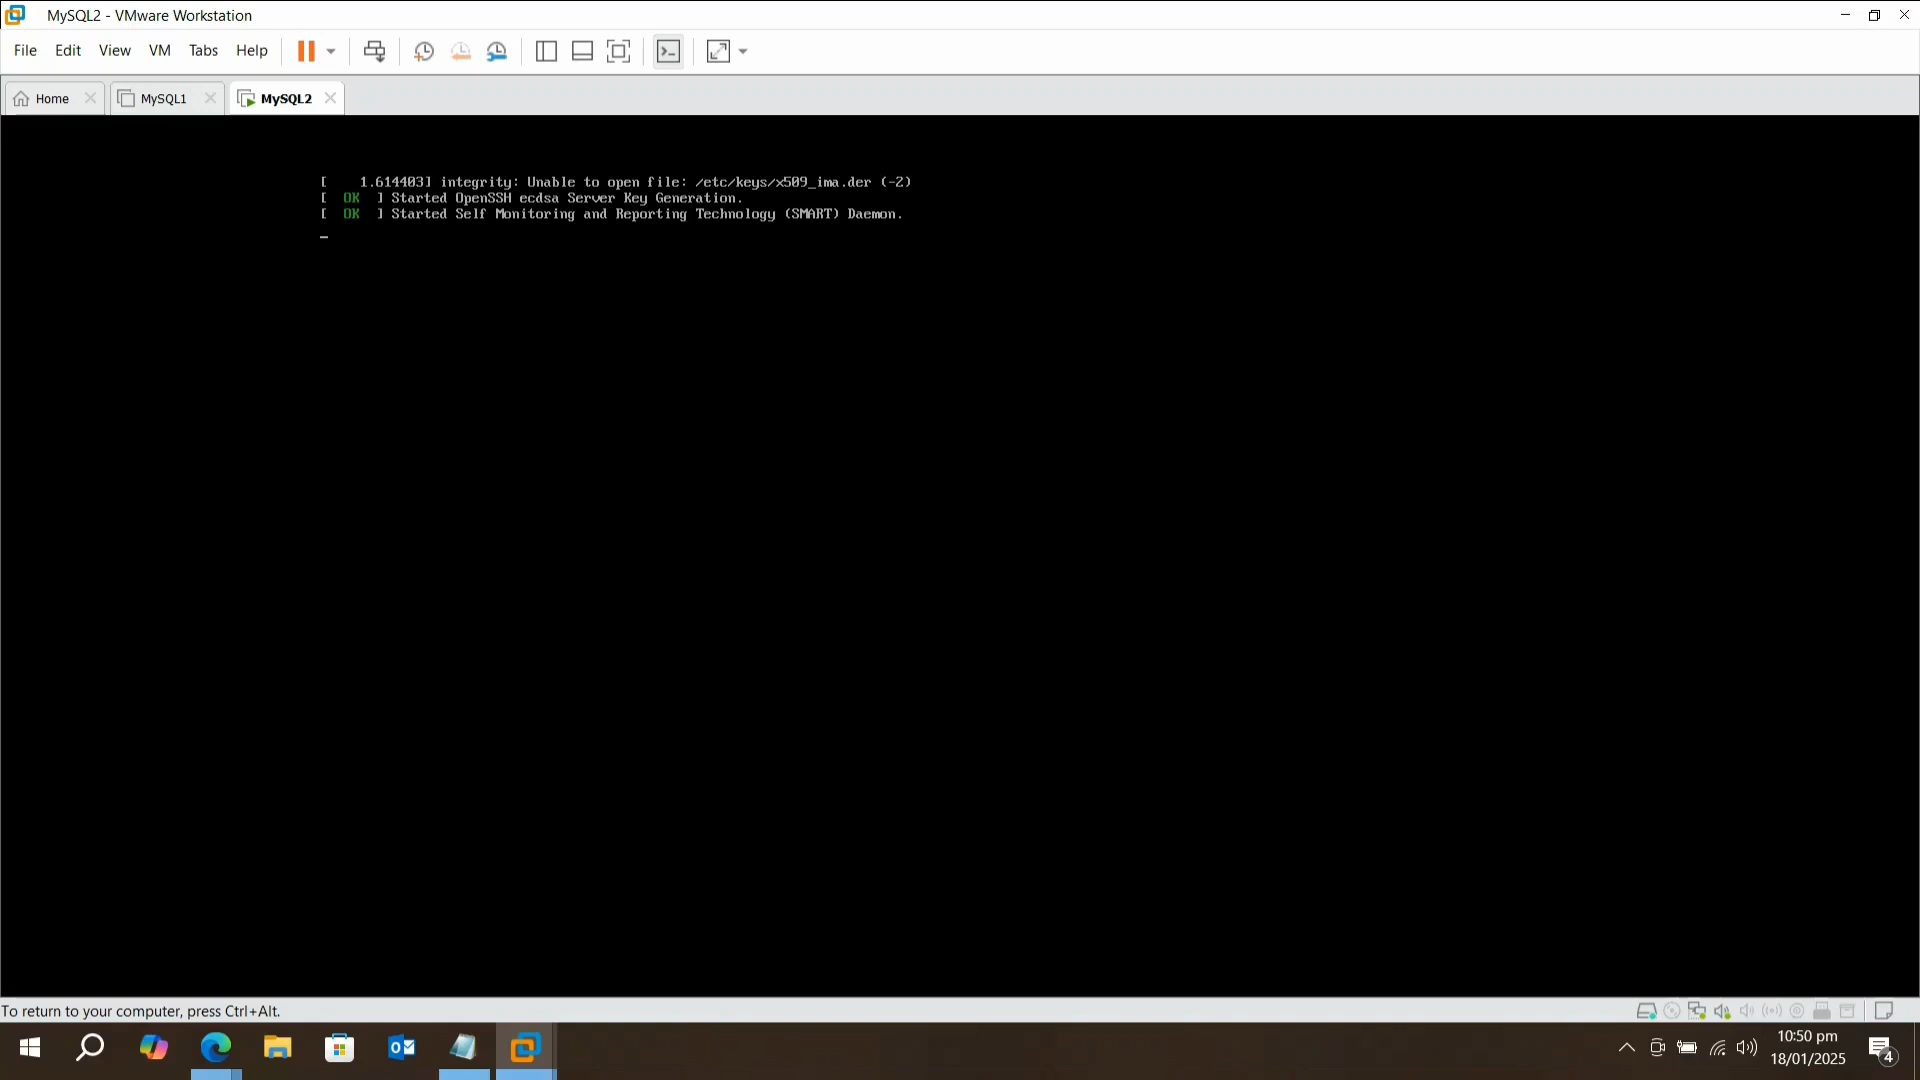 MySQL2 - VMware Workstation
File Edit View VM Tabs Help
Home MySQL1 MySQL2
[    1.614403] integrity: Unable to open file: /etc/keys/x509_ima.der (-2)
[  OK  ] Started OpenSSH ecdsa Server Key Generation.
[  OK  ] Started Self Monitoring and Reporting Technology (SMART) Daemon.
To return to your computer, press Ctrl+Alt.
10:50 pm
18/01/2025
4